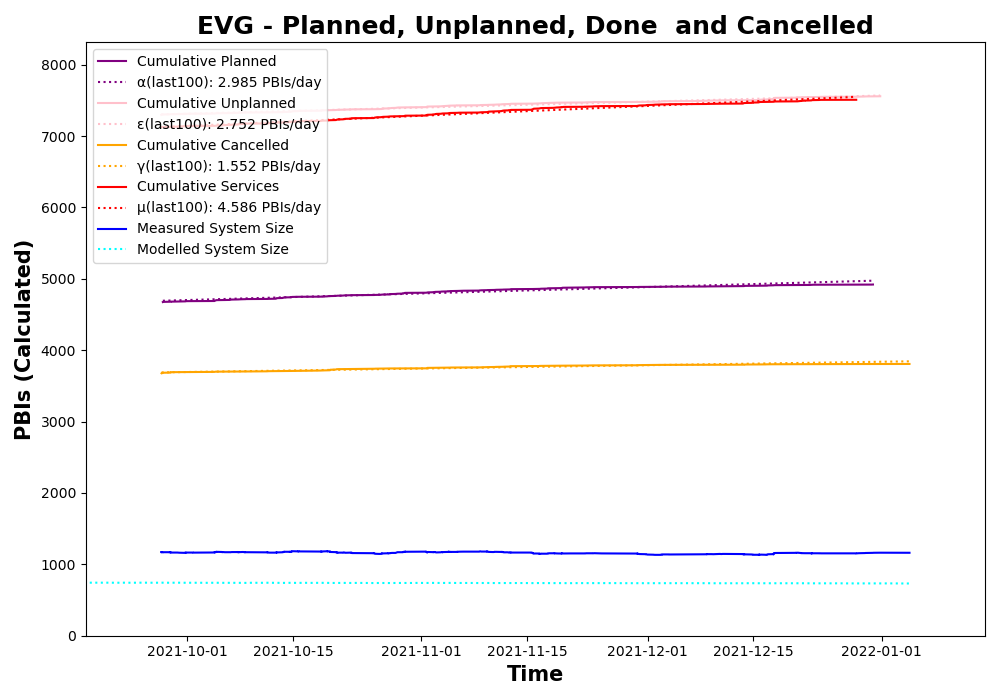 EVG - Planned, Unplanned, Done  and Cancelled
Cumulative Planned
α(last100): 2.985 PBIs/day
Cumulative Unplanned
ε(last100): 2.752 PBIs/day
Cumulative Cancelled
γ(last100): 1.552 PBIs/day
Cumulative Services
μ(last100): 4.586 PBIs/day
Measured System Size
Modelled System Size
PBIs (Calculated)
8000
7000
6000
5000
4000
3000
2000
1000
0
2021-10-01
2021-10-15
2021-11-01
2021-11-15
2021-12-01
2021-12-15
2022-01-01
Time